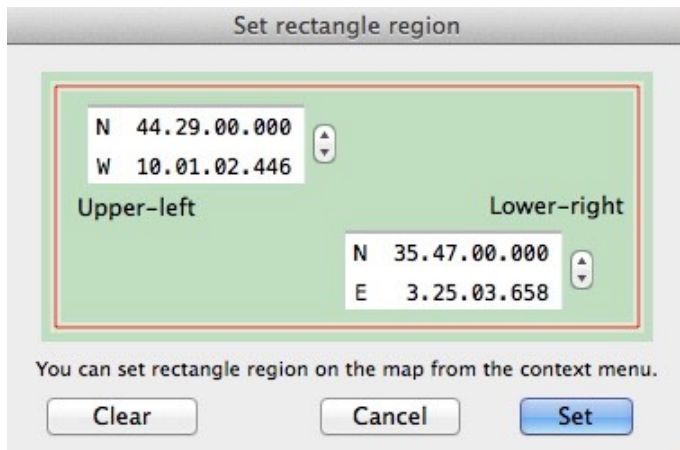 Set rectangle region
N 44.29.00.000
W 10.01.02.446
Upper-left
Lower-right
N 35.47.00.000
E 3.25.03.658
You can set rectangle region on the map from the context menu.
Clear
Cancel
Set